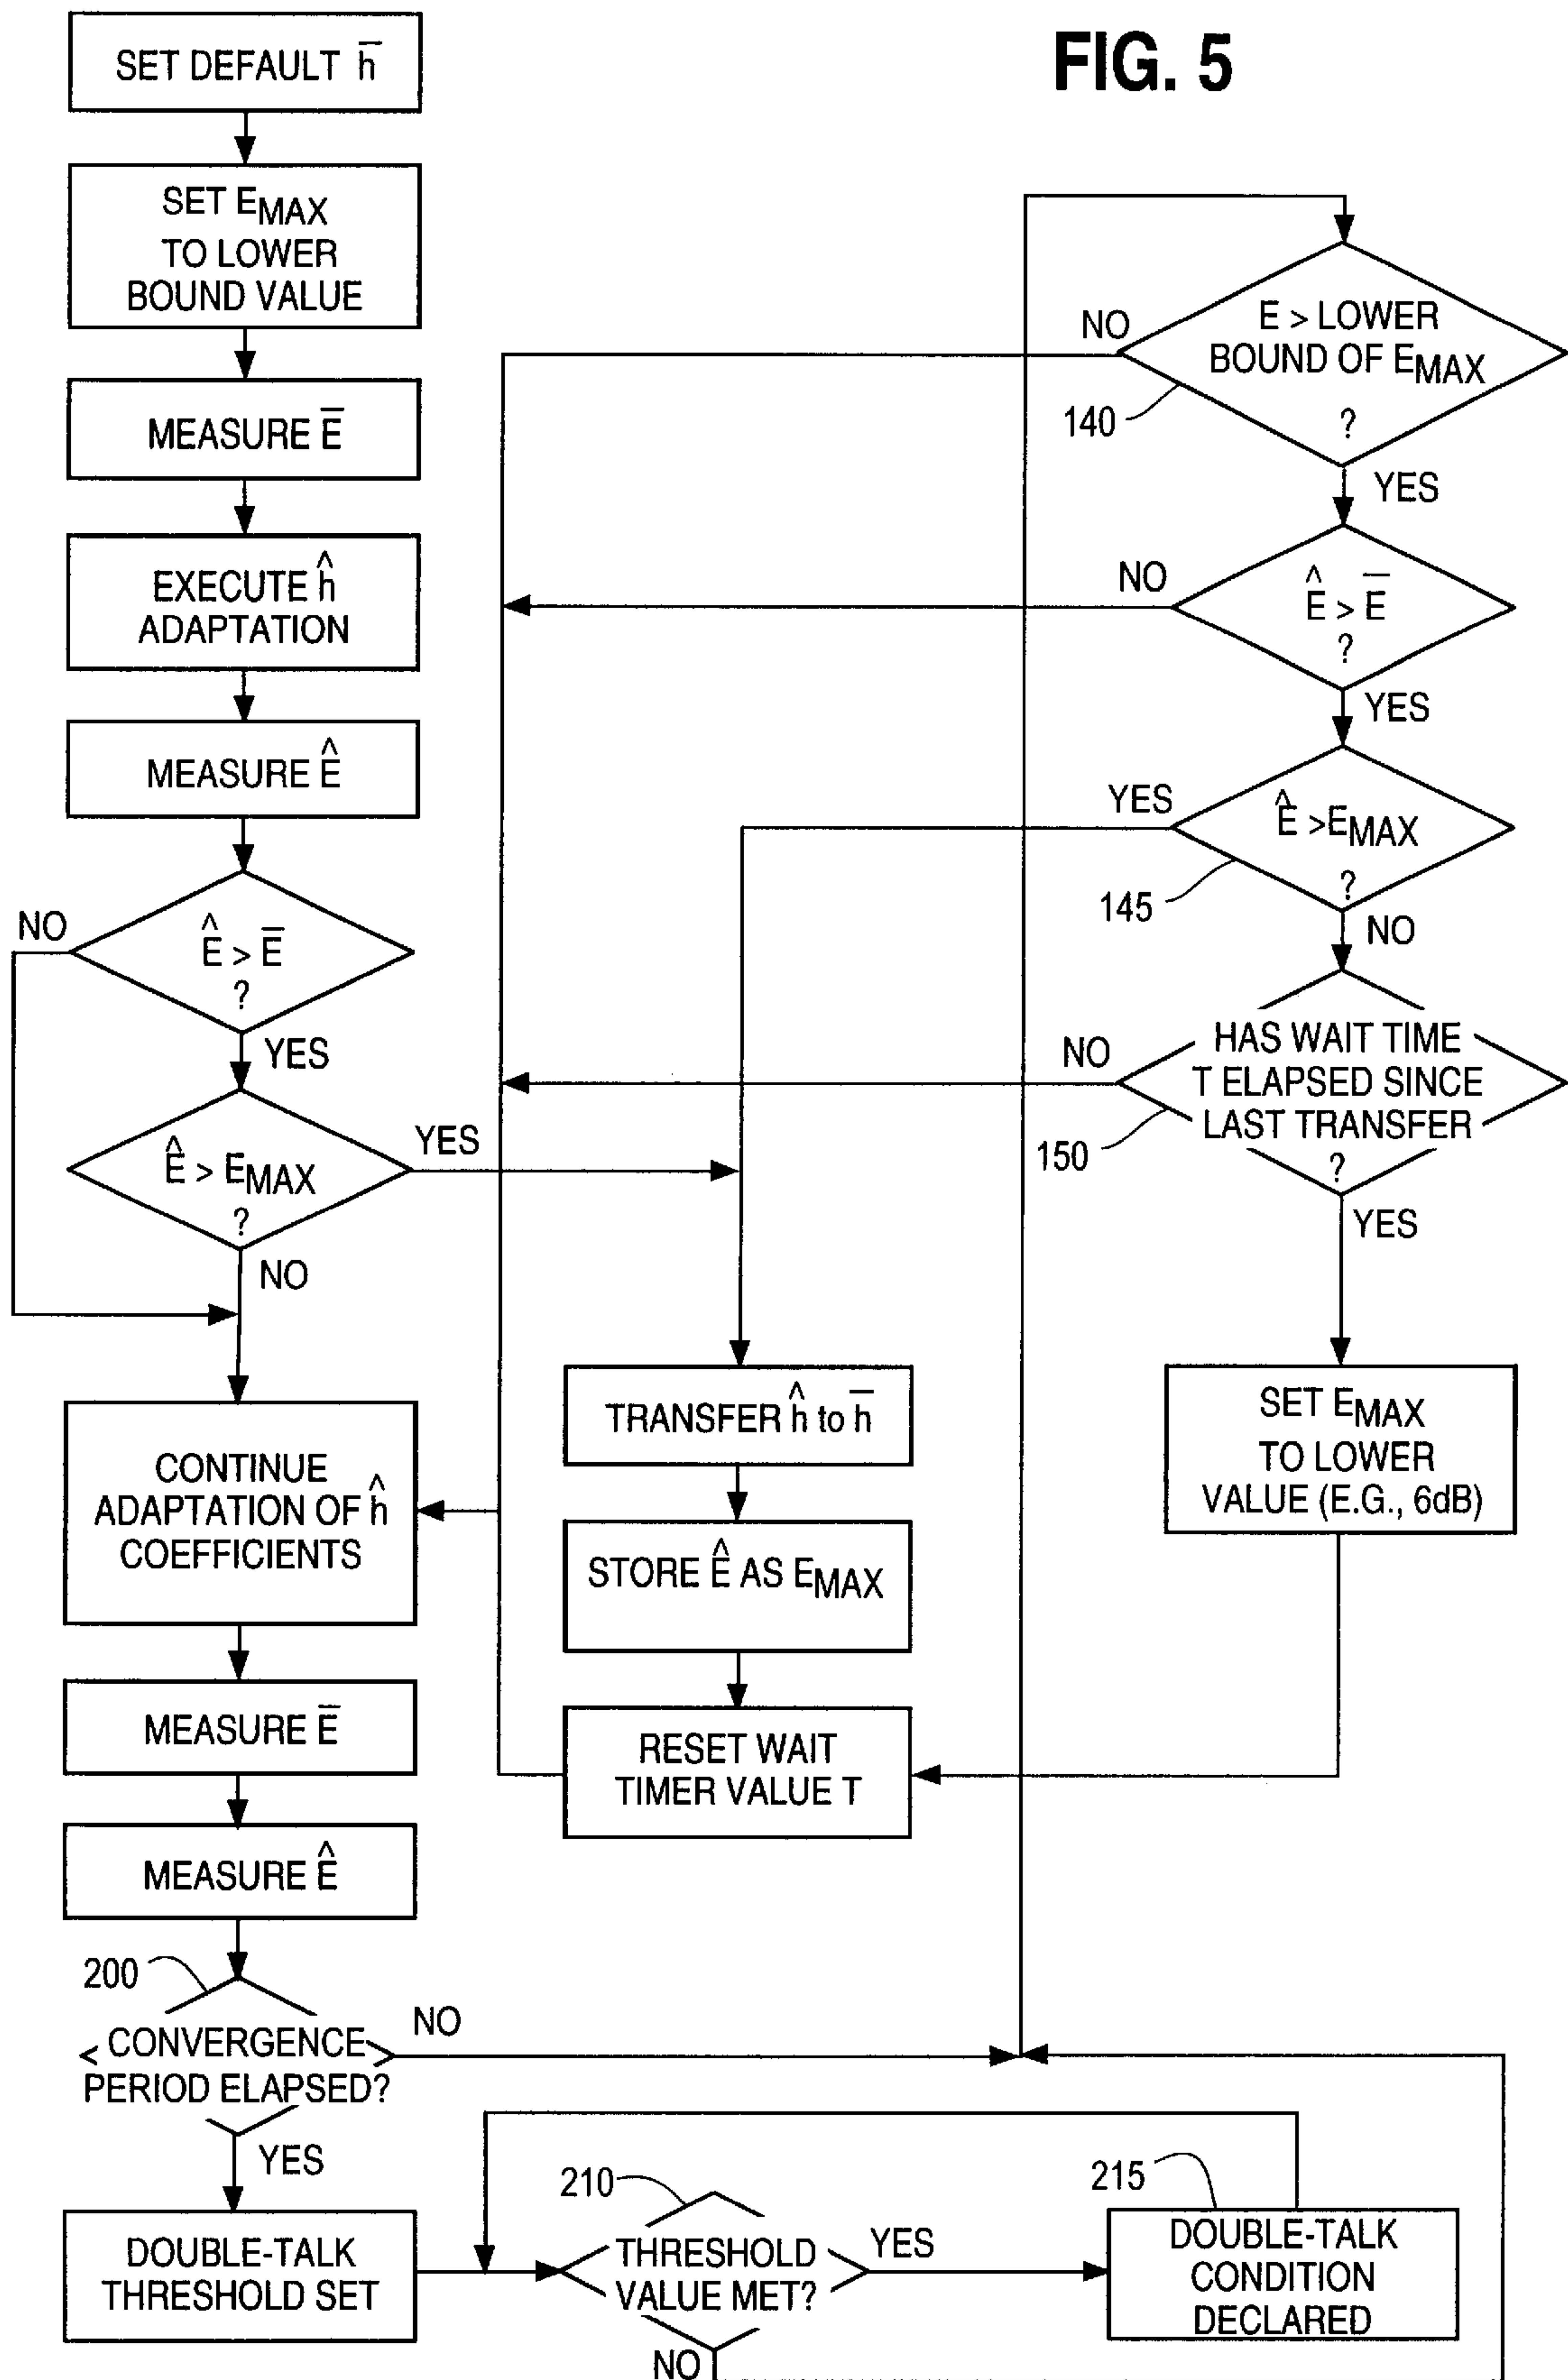 FIG. 5
SET DEFAULT h̅
SET EMAX
TO LOWER
BOUND VALUE
MEASURE E̅
EXECUTE ĥ
ADAPTATION
MEASURE Ê
Ê > E̅
?
NO
YES
Ê > EMAX
?
YES
NO
CONTINUE
ADAPTATION OF ĥ
COEFFICIENTS
MEASURE E̅
MEASURE Ê
200
CONVERGENCE
PERIOD ELAPSED?
NO
YES
DOUBLE-TALK
THRESHOLD SET
210
THRESHOLD
VALUE MET?
YES
NO
215
DOUBLE-TALK
CONDITION
DECLARED
TRANSFER ĥ to h̅
STORE Ê AS EMAX
RESET WAIT
TIMER VALUE T
E > LOWER
BOUND OF EMAX
?
NO
140
YES
Ê > E̅
?
NO
YES
Ê >EMAX
?
YES
145
NO
HAS WAIT TIME
T ELAPSED SINCE
LAST TRANSFER
?
NO
150
YES
SET EMAX
TO LOWER
VALUE (E.G., 6dB)